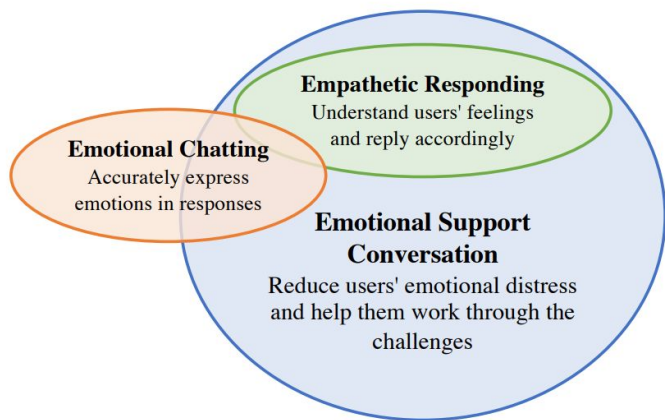 Empathetic Responding
Understand users' feelings
and reply accordingly
Emotional Chatting
Accurately express
emotions in responses
Emotional Support
Conversation
Reduce users' emotional distress
and help them work through the
challenges